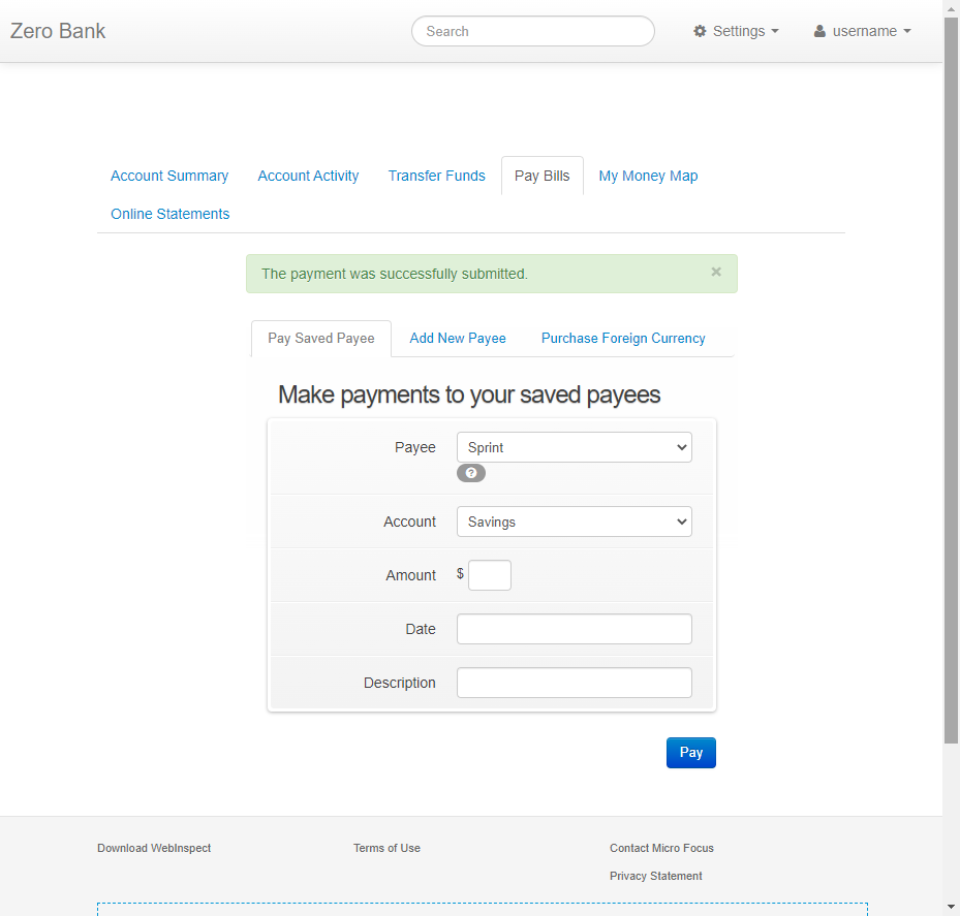 Zero Bank
Search
Settings
username
Account Summary
Account Activity
Transfer Funds
Pay Bills
My Money Map
Online Statements
The payment was successfully submitted.
×
Pay Saved Payee
Add New Payee
Purchase Foreign Currency
Make payments to your saved payees
Payee
Sprint
?
Account
Savings
Amount
$
Date
Description
Pay
Download WebInspect
Terms of Use
Contact Micro Focus
Privacy Statement